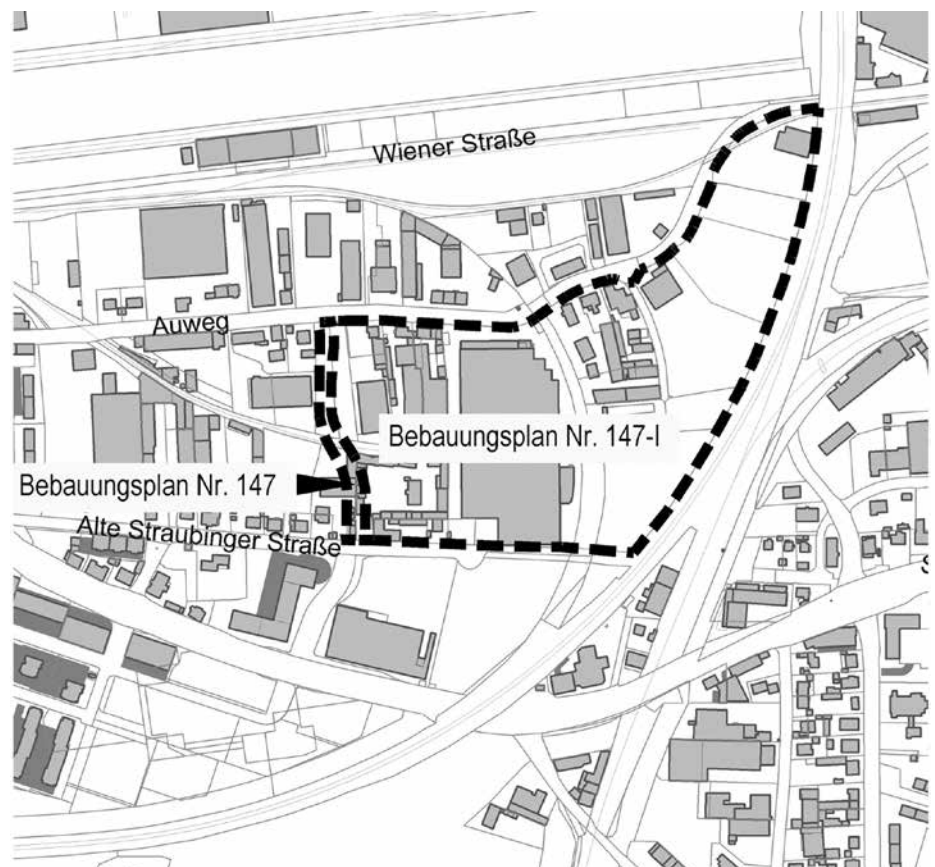 Wiener Straße
Auweg
Bebauungsplan Nr. 147-I
Bebauungsplan Nr. 147
Alte Straubinger Straße
S